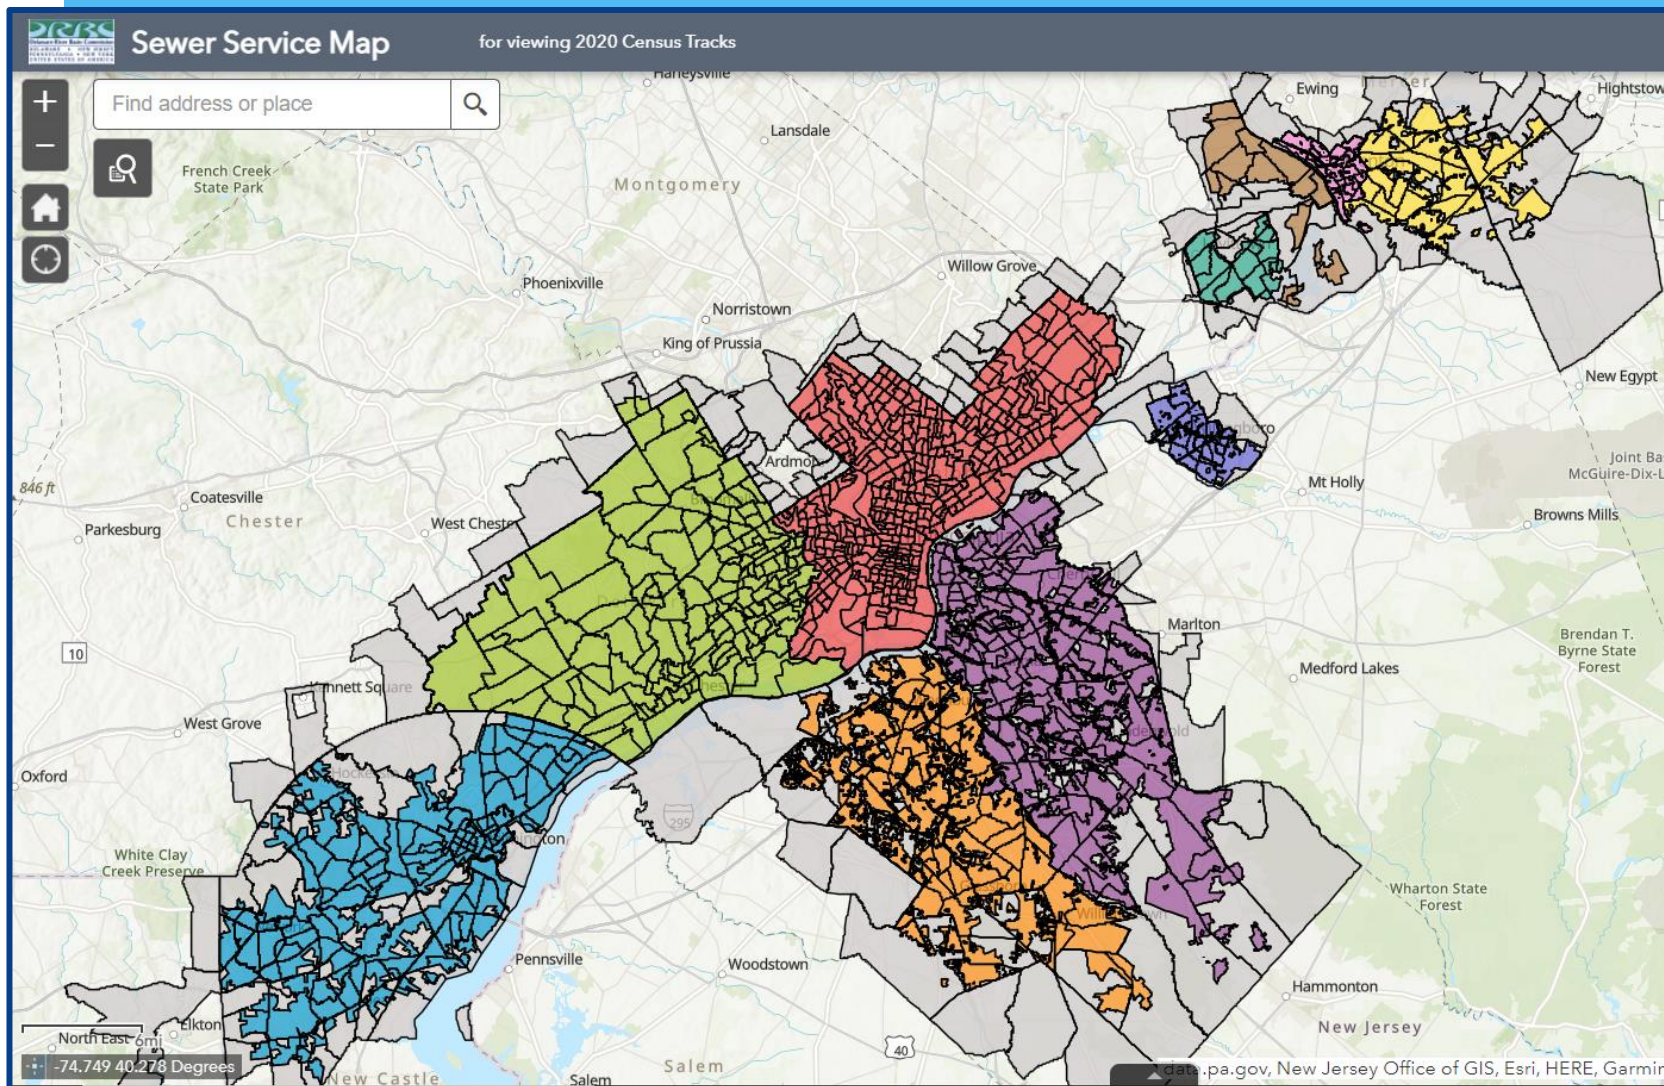 DRBC
Sewer Service Map
for viewing 2020 Census Tracks
Find address or place
+
−
Harleysville
Ewing
Mercer
Hightstow
Lansdale
French Creek
State Park
Montgomery
Willow Grove
Phoenixville
Norristown
King of Prussia
New Egypt
Ardmo
846 ft
Coatesville
Chester
West Cheste
Parkesburg
Joint Ba
McGuire-Dix-L
Mt Holly
Browns Mills
Marlton
10
Brendan T.
Byrne State
Forest
Medford Lakes
Kennett Square
West Grove
Oxford
295
White Clay
Creek Preserve
Wharton State
Forest
Pennsville
Woodstown
Hammonton
New Jersey
Elkton
North East
6mi
40
-74.749 40.278 Degrees
New Castle
Salem
Salem
data.pa.gov, New Jersey Office of GIS, Esri, HERE, Garmin